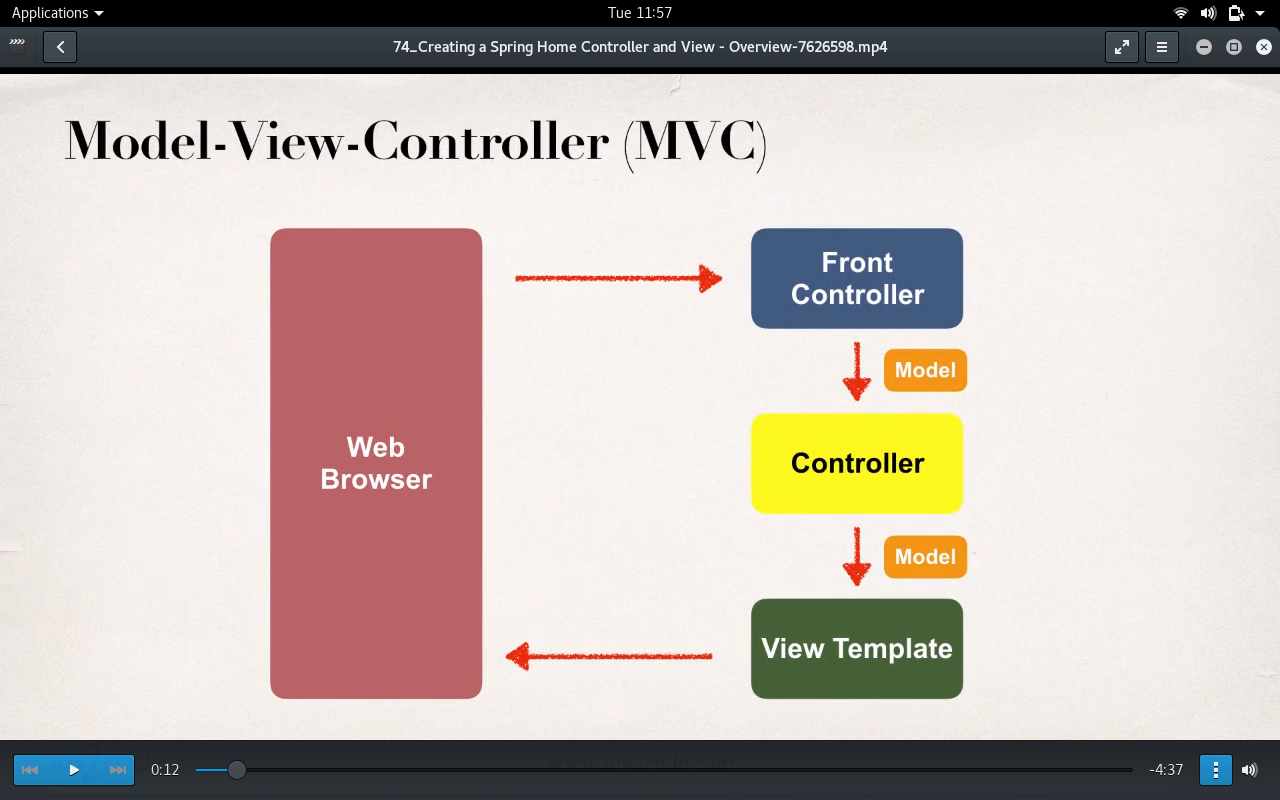 Applications
Tue 11:57
74_Creating a Spring Home Controller and View - Overview-7626598.mp4
Model-View-Controller (MVC)
Web
Browser
Front
Controller
Model
Controller
Model
View Template
www.luv2code.com
0:12
-4:37